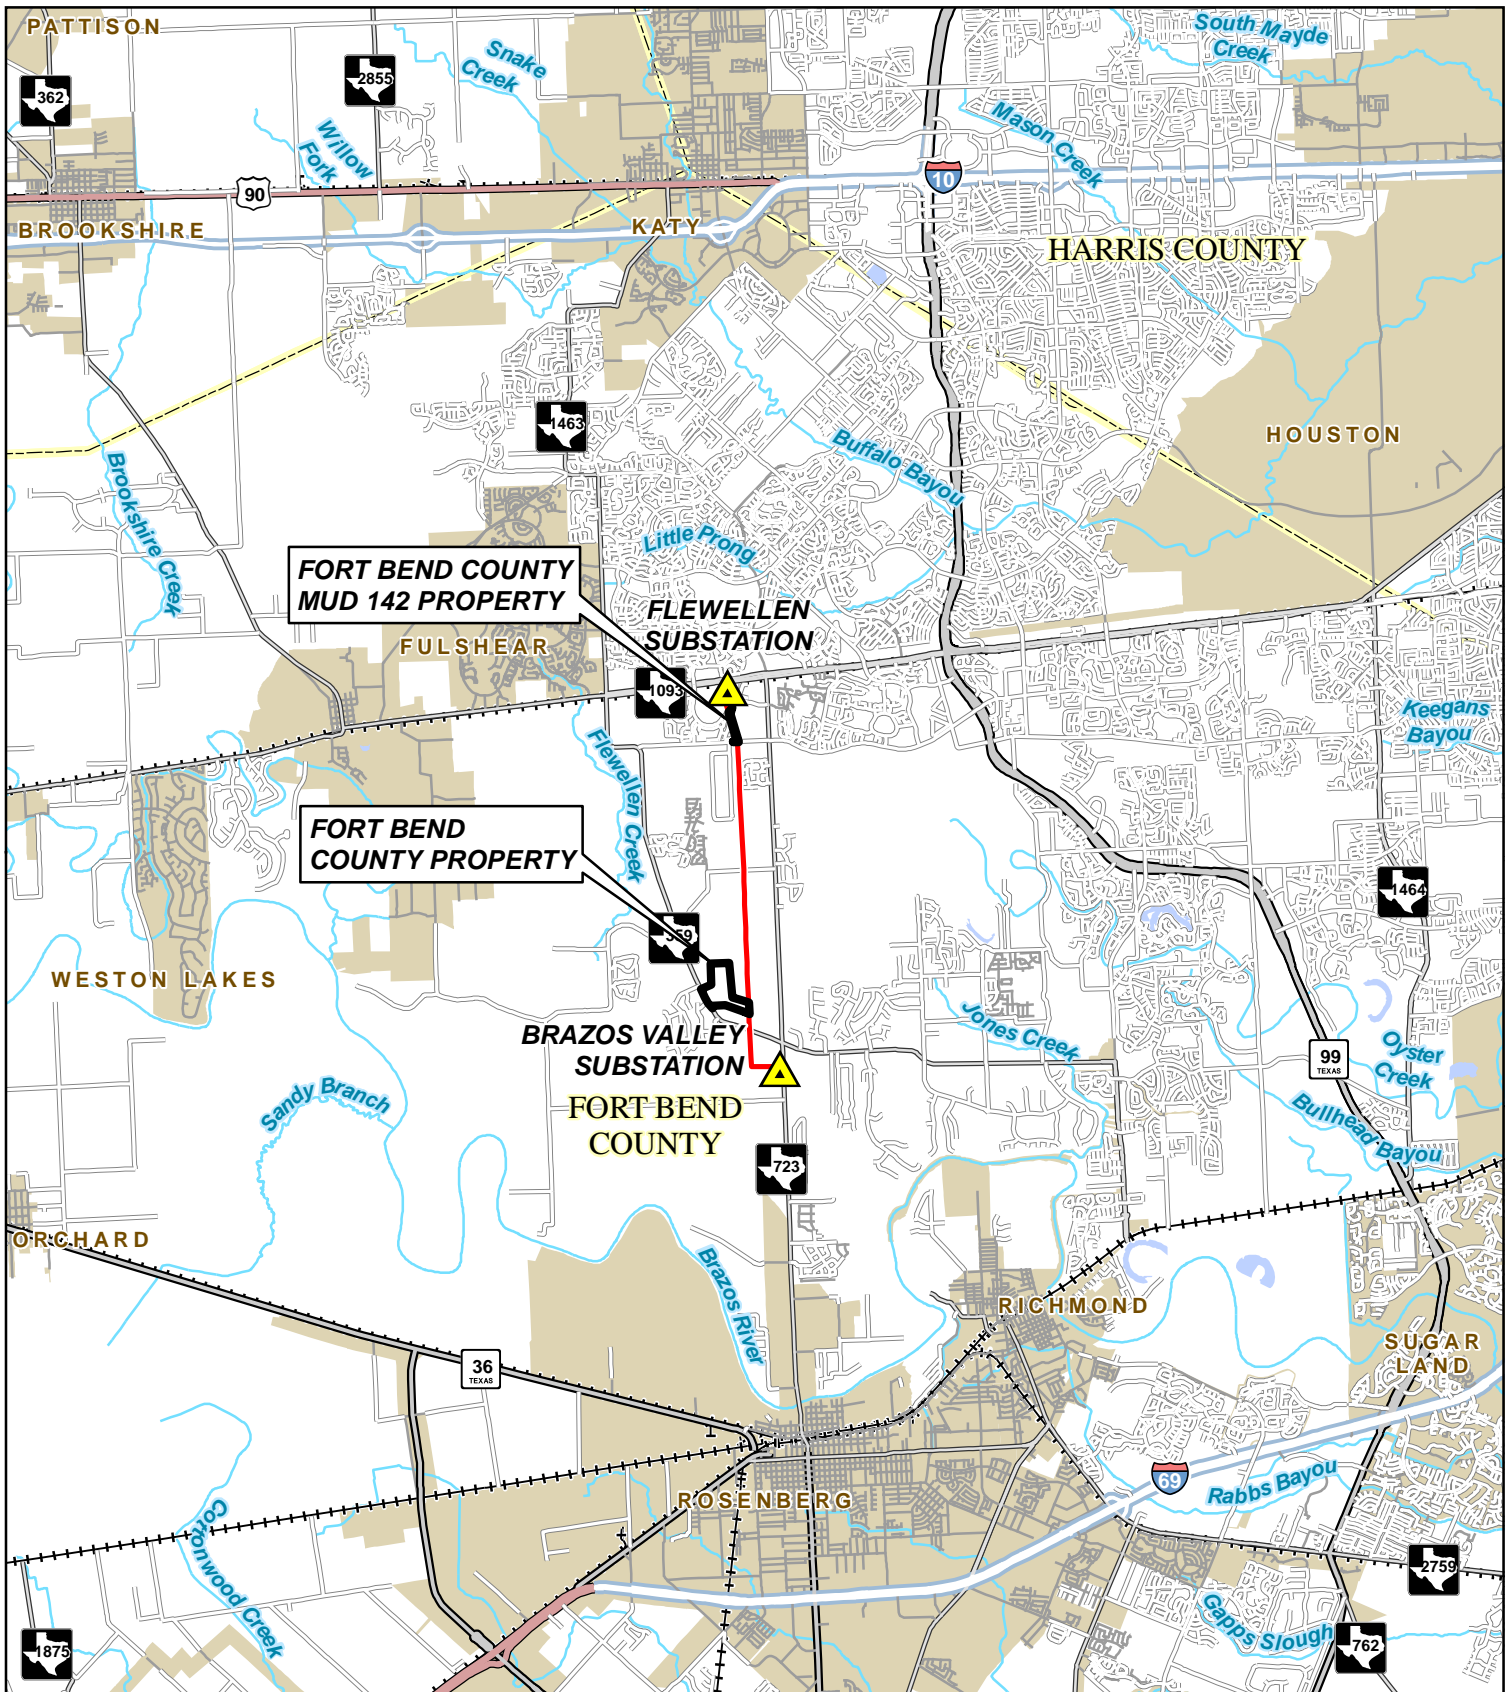 PATTISON
South Mayde
Creek
Snake
Creek
2855
362
Mason Creek
Willow
Fork
10
90
BROOKSHIRE
KATY
HARRIS COUNTY
1463
HOUSTON
Buffalo Bayou
Brookshire Creek
Little Prong
FORT BEND COUNTY
MUD 142 PROPERTY
FLEWELLEN
SUBSTATION
FULSHEAR
1093
Keegans
Bayou
Flewellen Creek
FORT BEND
COUNTY PROPERTY
1464
359
WESTON LAKES
Jones Creek
BRAZOS VALLEY
SUBSTATION
Oyster
Creek
99
TEXAS
Sandy Branch
FORT BEND
COUNTY
Bullhead Bayou
723
ORCHARD
Brazos River
RICHMOND
SUGAR
LAND
36
TEXAS
69
Rabbs Bayou
ROSENBERG
Cottonwood Creek
2759
Gapps Slough
762
1875